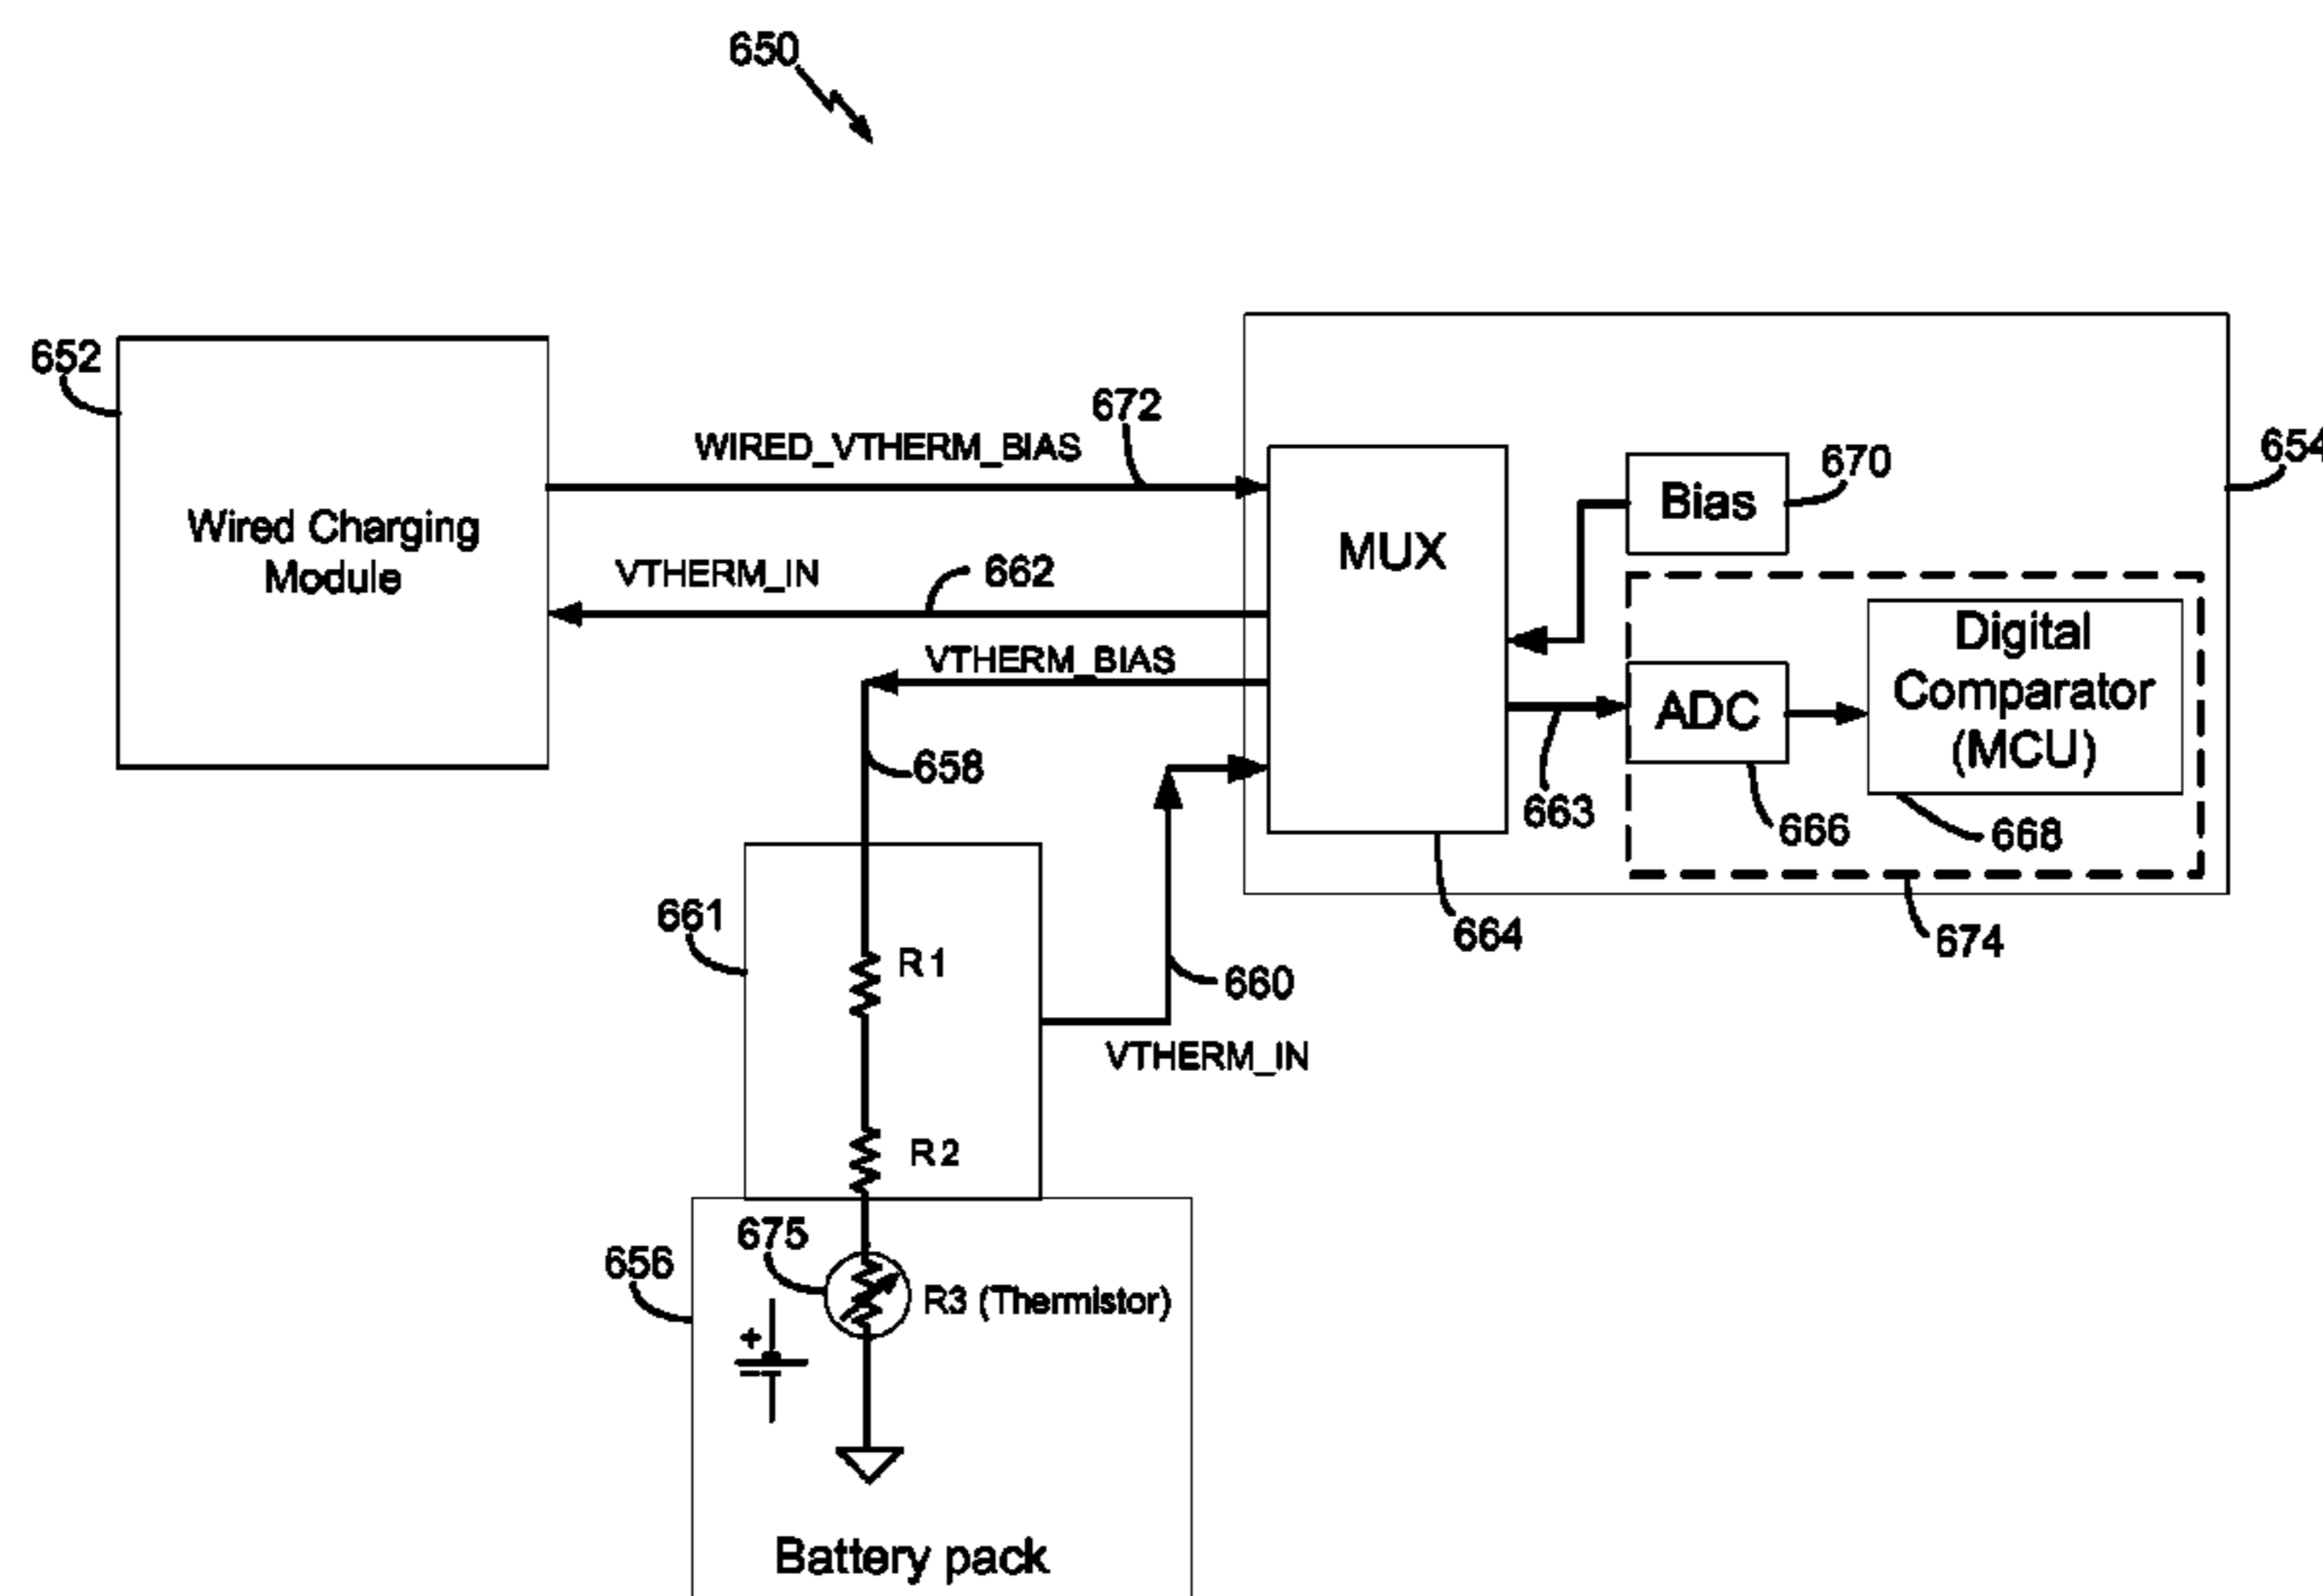 650
652
Wired Charging
Module
WIRED_VTHERM_BIAS
672
VTHERM_IN
662
VTHERM_BIAS
658
654
MUX
Bias
670
ADC
Digital
Comparator
(MCU)
663
666
668
664
674
661
R1
R2
660
VTHERM_IN
656
675
R3 (Thermistor)
+
Battery pack